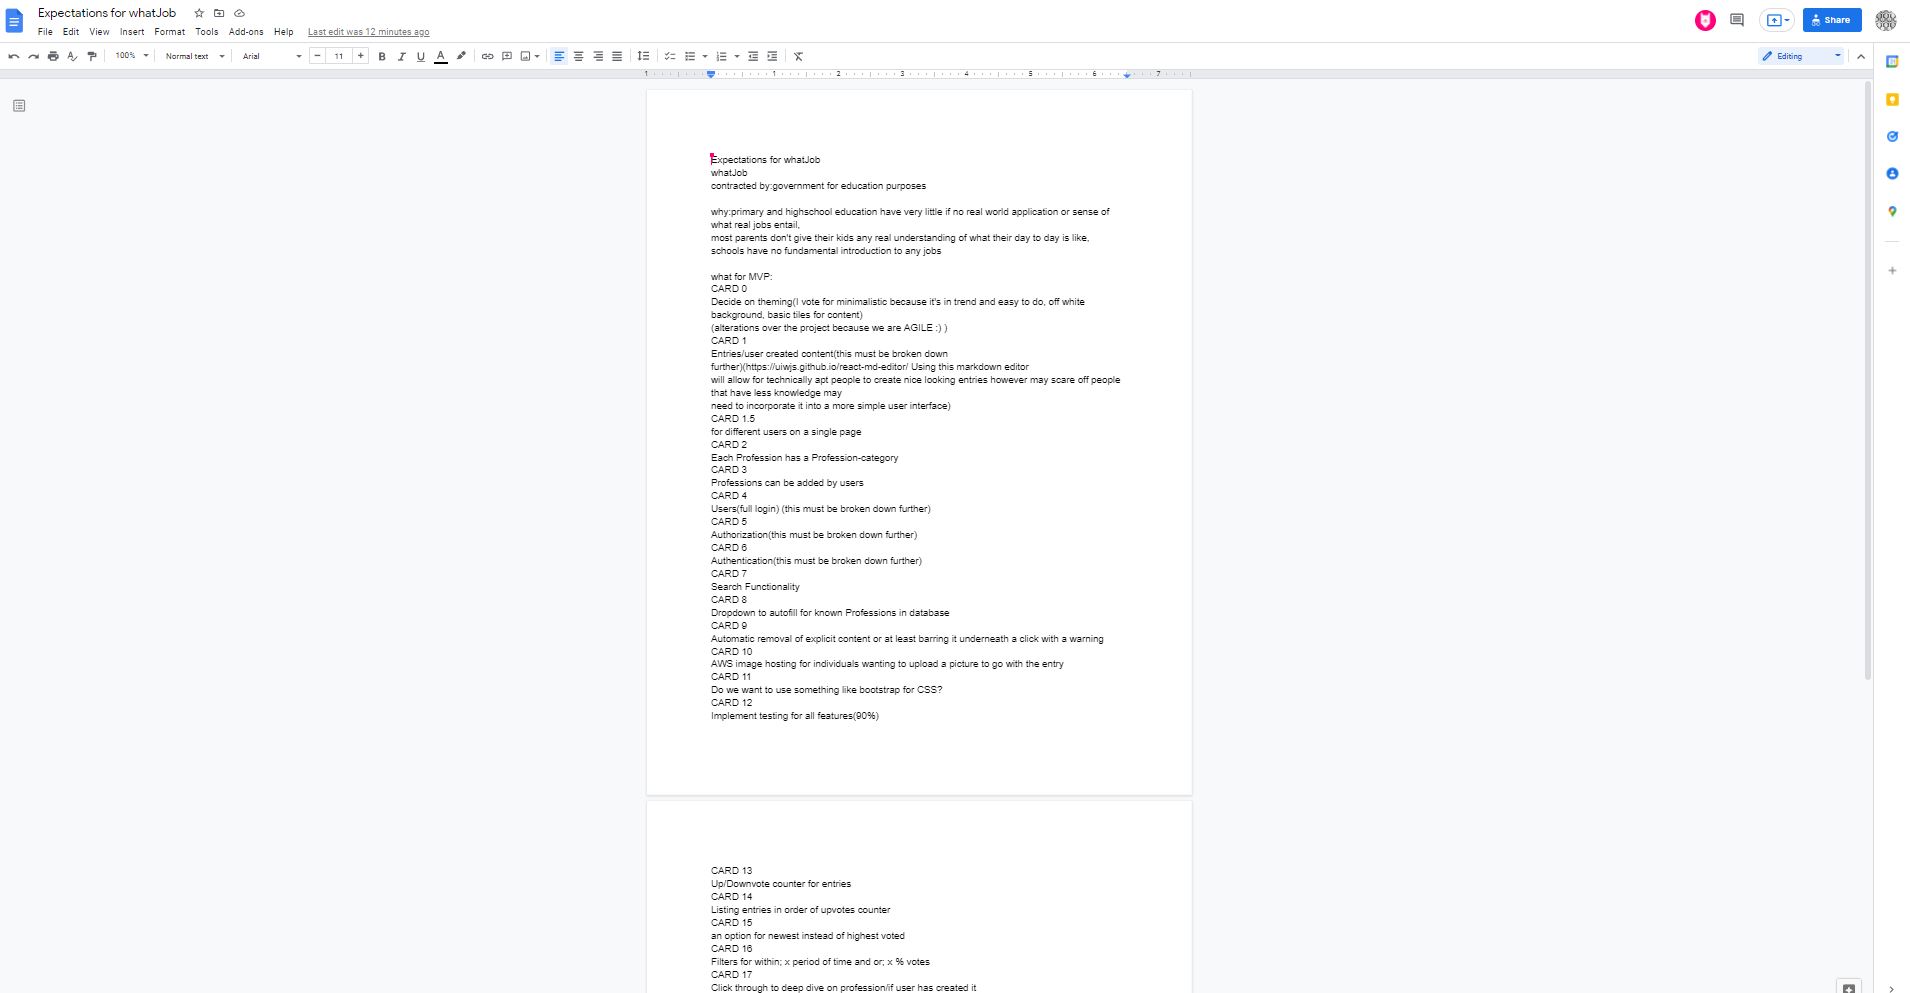 Expectations for whatJob
File Edit View Insert Format Tools Add-ons Help Last edit was 12 minutes ago
Share
100% Normal text Arial 11 B I U A Editing
1 1 2 3 4 5 6 7
Expectations for whatJob
whatJob
contracted by:government for education purposes
why:primary and highschool education have very little if no real world application or sense of
what real jobs entail,
most parents don't give their kids any real understanding of what their day to day is like,
schools have no fundamental introduction to any jobs
what for MVP:
CARD 0
Decide on theming(I vote for minimalistic because it's in trend and easy to do, off white
background, basic tiles for content)
(alterations over the project because we are AGILE :) )
CARD 1
Entries/user created content(this must be broken down
further)(https://uiwjs.github.io/react-md-editor/ Using this markdown editor
will allow for technically apt people to create nice looking entries however may scare off people
that have less knowledge may
need to incorporate it into a more simple user interface)
CARD 1.5
for different users on a single page
CARD 2
Each Profession has a Profession-category
CARD 3
Professions can be added by users
CARD 4
Users(full login) (this must be broken down further)
CARD 5
Authorization(this must be broken down further)
CARD 6
Authentication(this must be broken down further)
CARD 7
Search Functionality
CARD 8
Dropdown to autofill for known Professions in database
CARD 9
Automatic removal of explicit content or at least barring it underneath a click with a warning
CARD 10
AWS image hosting for individuals wanting to upload a picture to go with the entry
CARD 11
Do we want to use something like bootstrap for CSS?
CARD 12
Implement testing for all features(90%)
CARD 13
Up/Downvote counter for entries
CARD 14
Listing entries in order of upvotes counter
CARD 15
an option for newest instead of highest voted
CARD 16
Filters for within; x period of time and or; x % votes
CARD 17
Click through to deep dive on profession/if user has created it